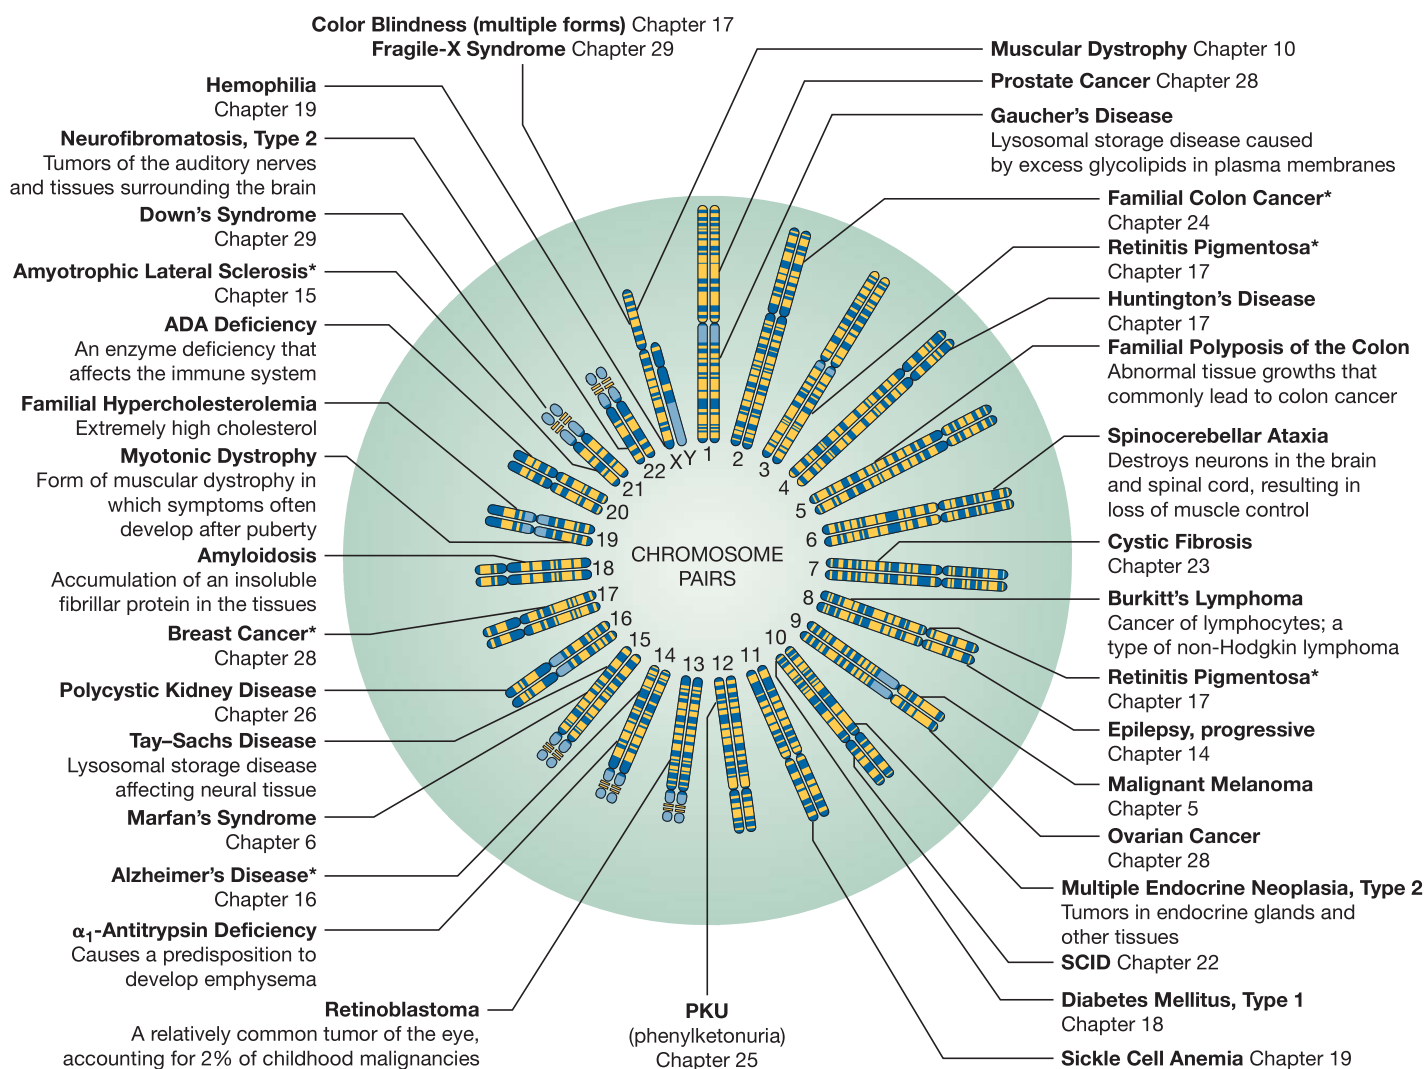 Color Blindness (multiple forms) Chapter 17
Fragile-X Syndrome Chapter 29
Hemophilia
Chapter 19
Neurofibromatosis, Type 2
Tumors of the auditory nerves
and tissues surrounding the brain
Down’s Syndrome
Chapter 29
Amyotrophic Lateral Sclerosis*
Chapter 15
ADA Deficiency
An enzyme deficiency that
affects the immune system
Familial Hypercholesterolemia
Extremely high cholesterol
Myotonic Dystrophy
Form of muscular dystrophy in
which symptoms often
develop after puberty
Amyloidosis
Accumulation of an insoluble
fibrillar protein in the tissues
Breast Cancer*
Chapter 28
Polycystic Kidney Disease
Chapter 26
Tay–Sachs Disease
Lysosomal storage disease
affecting neural tissue
Marfan’s Syndrome
Chapter 6
Alzheimer’s Disease*
Chapter 16
α1-Antitrypsin Deficiency
Causes a predisposition to
develop emphysema
Retinoblastoma
A relatively common tumor of the eye,
accounting for 2% of childhood malignancies
PKU
(phenylketonuria)
Chapter 25
Muscular Dystrophy Chapter 10
Prostate Cancer Chapter 28
Gaucher’s Disease
Lysosomal storage disease caused
by excess glycolipids in plasma membranes
Familial Colon Cancer*
Chapter 24
Retinitis Pigmentosa*
Chapter 17
Huntington’s Disease
Chapter 17
Familial Polyposis of the Colon
Abnormal tissue growths that
commonly lead to colon cancer
Spinocerebellar Ataxia
Destroys neurons in the brain
and spinal cord, resulting in
loss of muscle control
Cystic Fibrosis
Chapter 23
Burkitt’s Lymphoma
Cancer of lymphocytes; a
type of non-Hodgkin lymphoma
Retinitis Pigmentosa*
Chapter 17
Epilepsy, progressive
Chapter 14
Malignant Melanoma
Chapter 5
Ovarian Cancer
Chapter 28
Multiple Endocrine Neoplasia, Type 2
Tumors in endocrine glands and
other tissues
SCID Chapter 22
Diabetes Mellitus, Type 1
Chapter 18
Sickle Cell Anemia Chapter 19
CHROMOSOME
PAIRS
1
2
3
4
5
6
7
8
9
10
11
12
13
14
15
16
17
18
19
20
21
22
XY